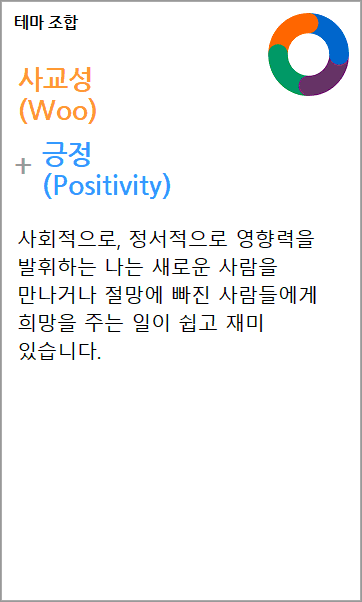 테마 조합
사교성
(Woo)
+ 긍정
(Positivity)
사회적으로, 정서적으로 영향력을
발휘하는 나는 새로운 사람을
만나거나 절망에 빠진 사람들에게
희망을 주는 일이 쉽고 재미
있습니다.